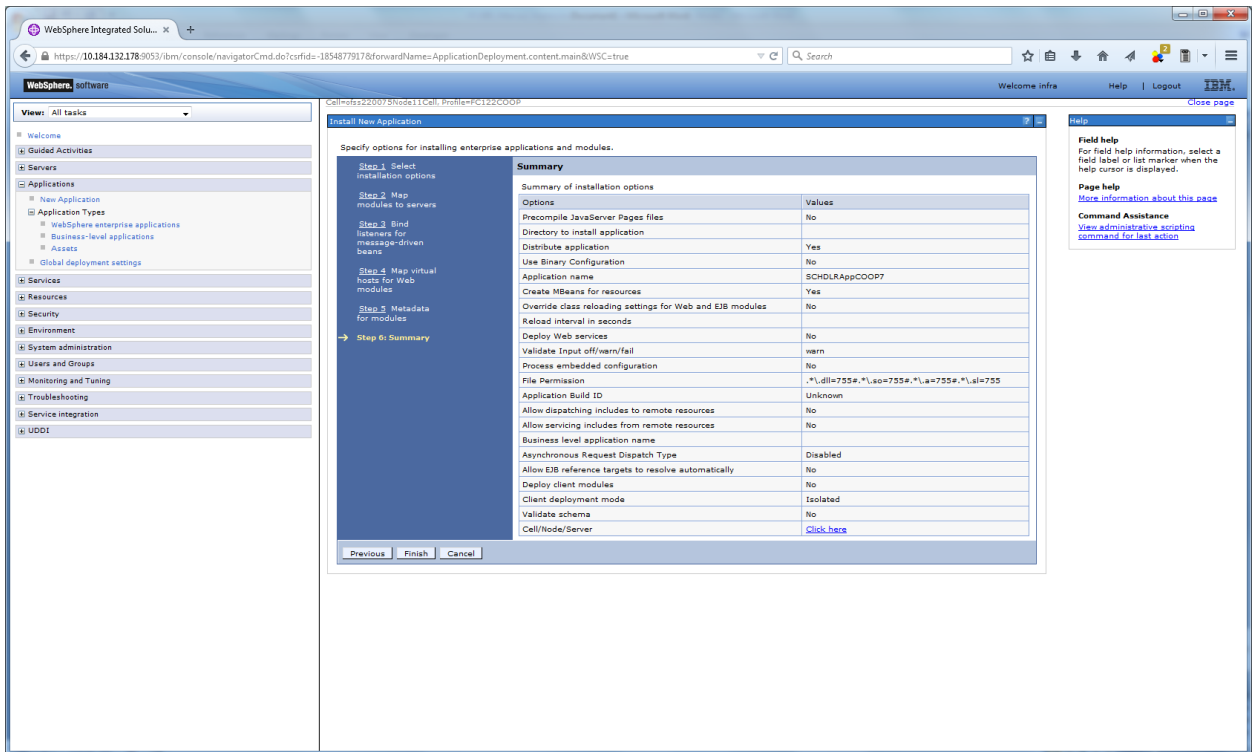 WebSphere Integrated Solu...
https://10.184.132.178:9053/ibm/console/navigatorCmd.do?csrfid=-1854877917&forwardName=ApplicationDeployment.content.main&WSC=true
Search
2
WebSphere. software
Welcome infra
Help | Logout
IBM.
View: All tasks
Welcome
Guided Activities
Servers
Applications
New Application
Application Types
WebSphere enterprise applications
Business-level applications
Assets
Global deployment settings
Services
Resources
Security
Environment
System administration
Users and Groups
Monitoring and Tuning
Troubleshooting
Service integration
UDDI
Cell=ofss220075Node11Cell, Profile=FC122COOP
Close page
Install New Application
Specify options for installing enterprise applications and modules.
Step 1 Select
installation options
Step 2 Map
modules to servers
Step 3 Bind
listeners for
message-driven
beans
Step 4 Map virtual
hosts for Web
modules
Step 5 Metadata
for modules
Step 6: Summary
Summary
Summary of installation options
Options Values
Precompile JavaServer Pages files No
Directory to install application
Distribute application Yes
Use Binary Configuration No
Application name SCHDLRAppCOOP7
Create MBeans for resources Yes
Override class reloading settings for Web and EJB modules No
Reload interval in seconds
Deploy Web services No
Validate Input off/warn/fail warn
Process embedded configuration No
File Permission .*\.dll=755#.*\.so=755#.*\.a=755#.*\.sl=755
Application Build ID Unknown
Allow dispatching includes to remote resources No
Allow servicing includes from remote resources No
Business level application name
Asynchronous Request Dispatch Type Disabled
Allow EJB reference targets to resolve automatically No
Deploy client modules No
Client deployment mode Isolated
Validate schema No
Cell/Node/Server Click here
Previous Finish Cancel
Help
Field help
For field help information, select a
field label or list marker when the
help cursor is displayed.
Page help
More information about this page
Command Assistance
View administrative scripting
command for last action